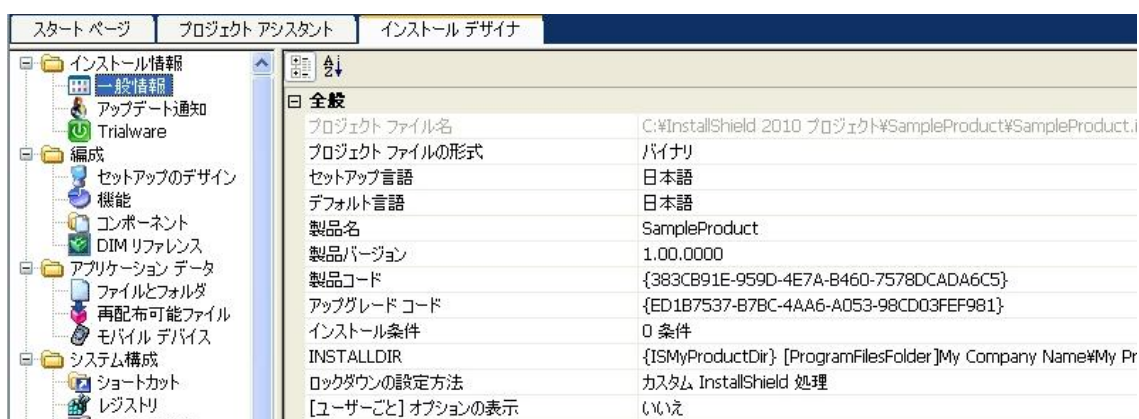 スタート ページ
プロジェクト アシスタント
インストール デザイナ
インストール情報
一般情報
アップデート通知
Trialware
編成
セットアップのデザイン
機能
コンポーネント
DIM リファレンス
アプリケーション データ
ファイルとフォルダ
再配布可能ファイル
モバイル デバイス
システム構成
ショートカット
レジストリ
全般
プロジェクト ファイル名 C:¥InstallShield 2010 プロジェクト¥SampleProduct¥SampleProduct.i
プロジェクト ファイルの形式 バイナリ
セットアップ言語 日本語
デフォルト言語 日本語
製品名 SampleProduct
製品バージョン 1.00.0000
製品コード {383CB91E-959D-4E7A-B460-7578DCADA6C5}
アップグレード コード {ED1B7537-B7BC-4AA6-A053-98CD03FEF981}
インストール条件 0 条件
INSTALLDIR {ISMyProductDir} [ProgramFilesFolder]My Company Name¥My Pr
ロックダウンの設定方法 カスタム InstallShield 処理
[ユーザーごと] オプションの表示 いいえ